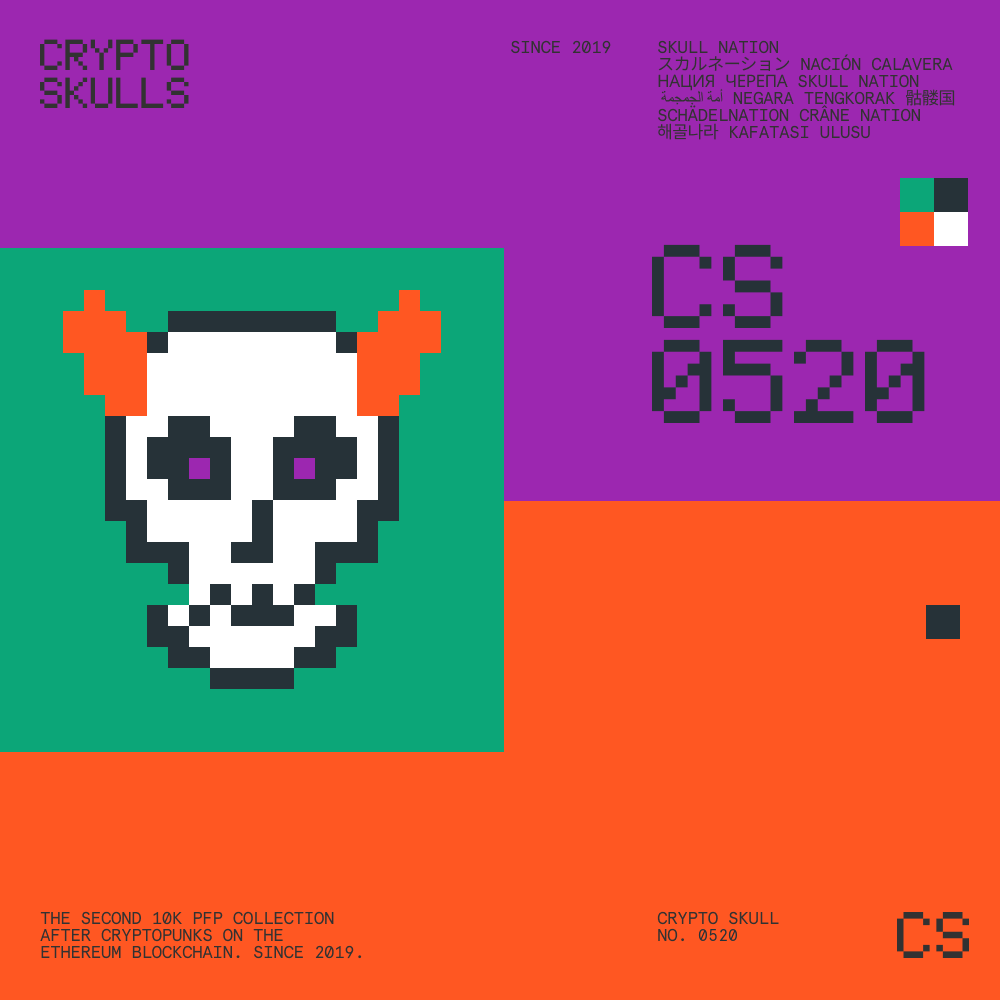 CRYPTO
SKULLS
SINCE 2019
SKULL NATION
スカルネーション NACIÓN CALAVERA
НАЦИЯ ЧЕРЕПА SKULL NATION
أمة الجمجمة NEGARA TENGKORAK 骷髅国
SCHÄDELNATION CRÂNE NATION
해골나라 KAFATASI ULUSU
CS
0520
THE SECOND 10K PFP COLLECTION
AFTER CRYPTOPUNKS ON THE
ETHEREUM BLOCKCHAIN. SINCE 2019.
CRYPTO SKULL
NO. 0520
CS